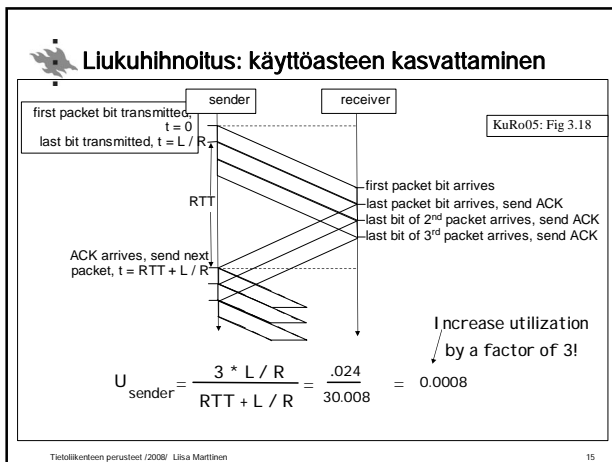 Liukuhihnoitus: käyttöasteen kasvattaminen
sender
receiver
first packet bit transmitted,
t = 0
last bit transmitted, t = L / R
KuRo05: Fig 3.18
RTT
first packet bit arrives
last packet bit arrives, send ACK
last bit of 2nd packet arrives, send ACK
last bit of 3rd packet arrives, send ACK
ACK arrives, send next
packet, t = RTT + L / R
Increase utilization
by a factor of 3!
U sender = 3 * L / R / RTT + L / R = .024 / 30.008 = 0.0008
Tietoliikenteen perusteet /2008/ Liisa Marttinen
15